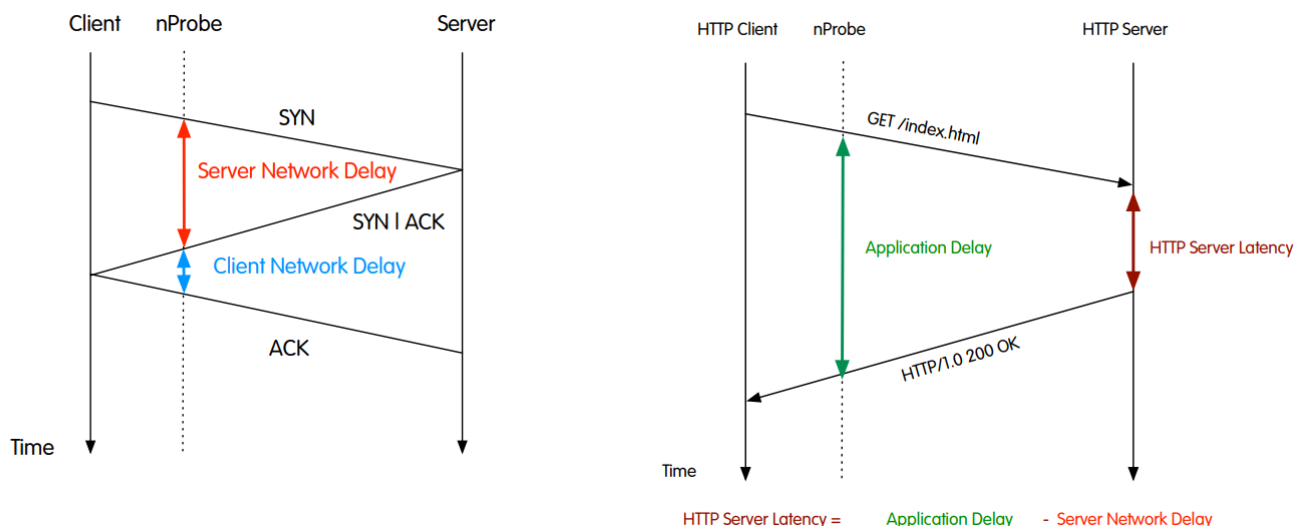 Client nProbe Server
SYN
Server Network Delay
SYN | ACK
Client Network Delay
ACK
Time
HTTP Client nProbe HTTP Server
GET /index.html
Application Delay
HTTP Server Latency
HTTP/1.0 200 OK
Time
HTTP Server Latency = Application Delay - Server Network Delay